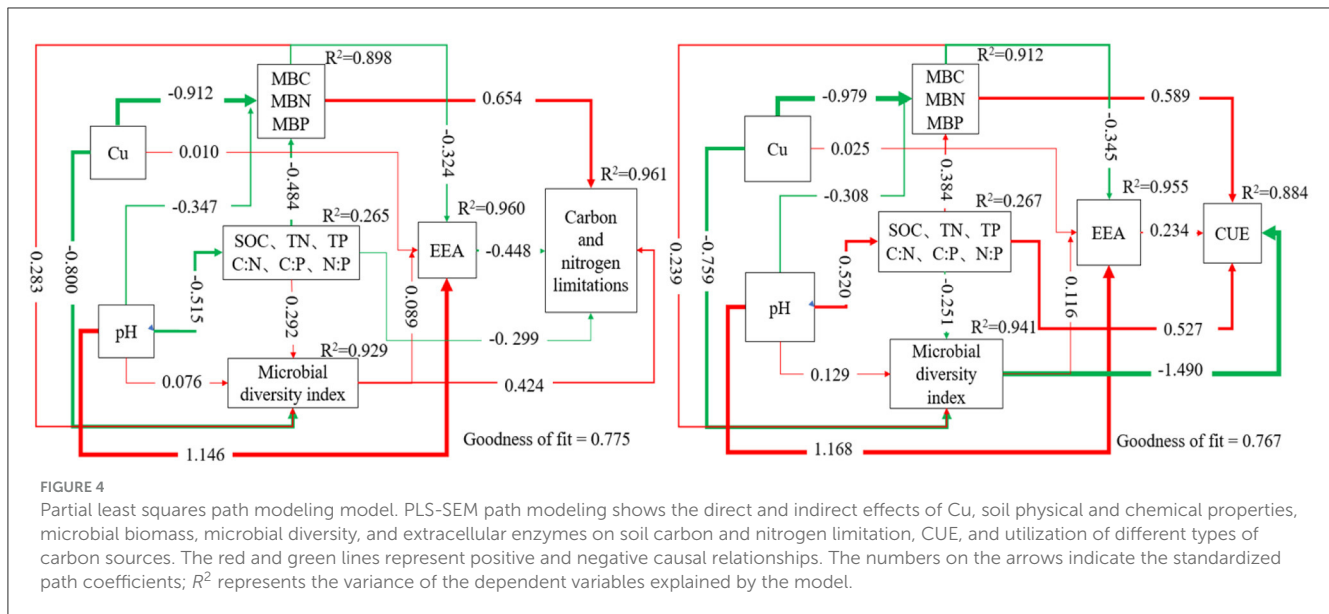 R²=0.898
MBC
MBN
MBP
-0.912
0.654
Cu
0.010
-0.324
-0.484
-0.347
R²=0.265
R²=0.960
R²=0.961
SOC、TN、TP
C:N、C:P、N:P
EEA
-0.448
Carbon
and
nitrogen
limitations
0.283
-0.800
-0.515
pH
0.292
0.089
-0. 299
R²=0.929
0.076
Microbial
diversity index
0.424
1.146
Goodness of fit = 0.775
R²=0.912
MBC
MBN
MBP
-0.979
0.589
Cu
0.025
-0.345
0.384
-0.308
R²=0.267
R²=0.955
R²=0.884
SOC、TN、TP
C:N、C:P、N:P
EEA
0.234
CUE
0.239
-0.759
0.520
pH
-0.251
0.116
0.527
R²=0.941
0.129
Microbial
diversity
index
-1.490
1.168
Goodness of fit = 0.767
FIGURE 4
Partial least squares path modeling model. PLS-SEM path modeling shows the direct and indirect effects of Cu, soil physical and chemical properties,
microbial biomass, microbial diversity, and extracellular enzymes on soil carbon and nitrogen limitation, CUE, and utilization of different types of
carbon sources. The red and green lines represent positive and negative causal relationships. The numbers on the arrows indicate the standardized
path coefficients; R² represents the variance of the dependent variables explained by the model.